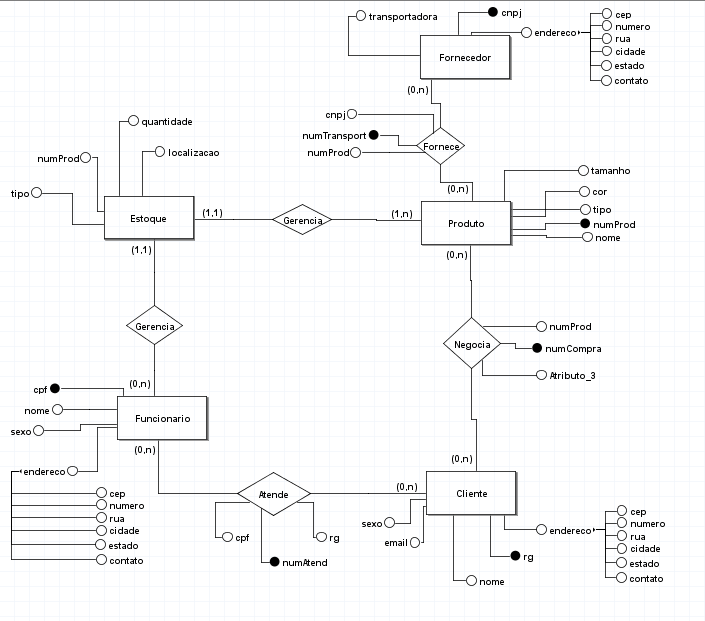 transportadora
cnpj
endereco
cep
numero
rua
cidade
estado
contato
Fornecedor
(0,n)
cnpj
numTransport
numProd
Fornece
(0,n)
quantidade
localizacao
numProd
tipo
Estoque
(1,1)
Gerencia
(1,n)
Produto
tamanho
cor
tipo
numProd
nome
(1,1)
(0,n)
Gerencia
Negocia
numProd
numCompra
Atributo_3
(0,n)
cpf
nome
sexo
Funcionario
endereco
cep
numero
rua
cidade
estado
contato
(0,n)
Atende
cpf
numAtend
rg
(0,n)
(0,n)
Cliente
sexo
email
nome
rg
endereco
cep
numero
rua
cidade
estado
contato